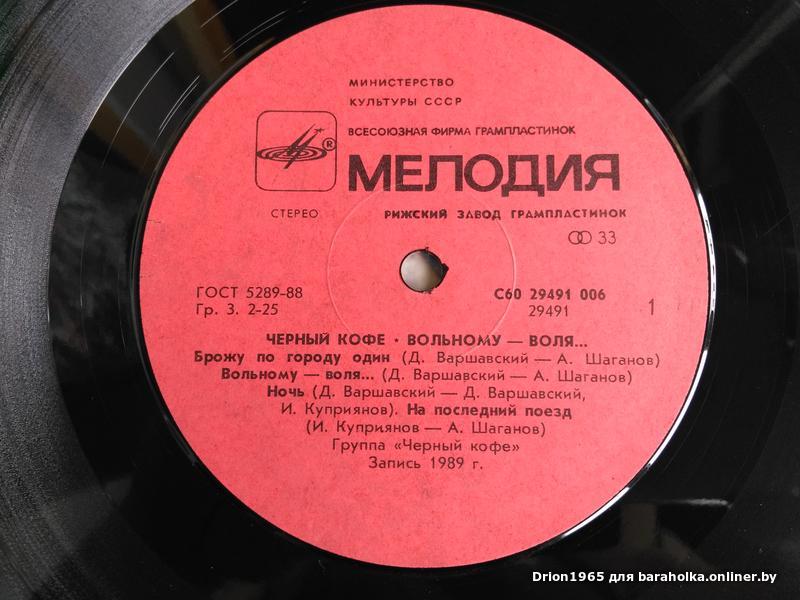 МИНИСТЕРСТВО
КУЛЬТУРЫ СССР
ВСЕСОЮЗНАЯ ФИРМА ГРАМПЛАСТИНОК
®
МЕЛОДИЯ
СТЕРЕО
РИЖСКИЙ ЗАВОД ГРАМПЛАСТИНОК
33
ГОСТ 5289-88
Гр. 3. 2-25
С60 29491 006
29491
1
ЧЕРНЫЙ КОФЕ • ВОЛЬНОМУ — ВОЛЯ...
Брожу по городу один (Д. Варшавский — А. Шаганов)
Вольному — воля... (Д. Варшавский — А. Шаганов)
Ночь (Д. Варшавский — Д. Варшавский,
И. Куприянов). На последний поезд
(И. Куприянов — А. Шаганов)
Группа «Черный кофе»
Запись 1989 г.
Drion1965 для baraholka.onliner.by